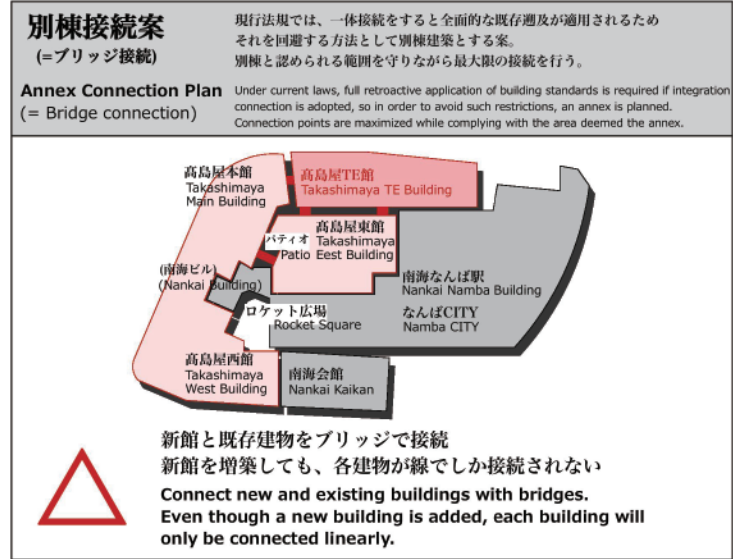 別棟接続案
(=ブリッジ接続)
現行法規では、一体接続をすると全面的な既存遡及が適用されるため
それを回避する方法として別棟建築とする案。
別棟と認められる範囲を守りながら最大限の接続を行う。
Annex Connection Plan
(= Bridge connection)
Under current laws, full retroactive application of building standards is required if integration
connection is adopted, so in order to avoid such restrictions, an annex is planned.
Connection points are maximized while complying with the area deemed the annex.
髙島屋本館
Takashimaya
Main Building
髙島屋TE館
Takashimaya TE Building
パティオ
Patio
髙島屋東館
Takashimaya
Eest Building
(南海ビル)
(Nankai Building)
南海なんば駅
Nankai Namba Building
なんばCITY
Namba CITY
ロケット広場
Rocket Square
髙島屋西館
Takashimaya
West Building
南海会館
Nankai Kaikan
新館と既存建物をブリッジで接続
新館を増築しても、各建物が線でしか接続されない
Connect new and existing buildings with bridges.
Even though a new building is added, each building will
only be connected linearly.